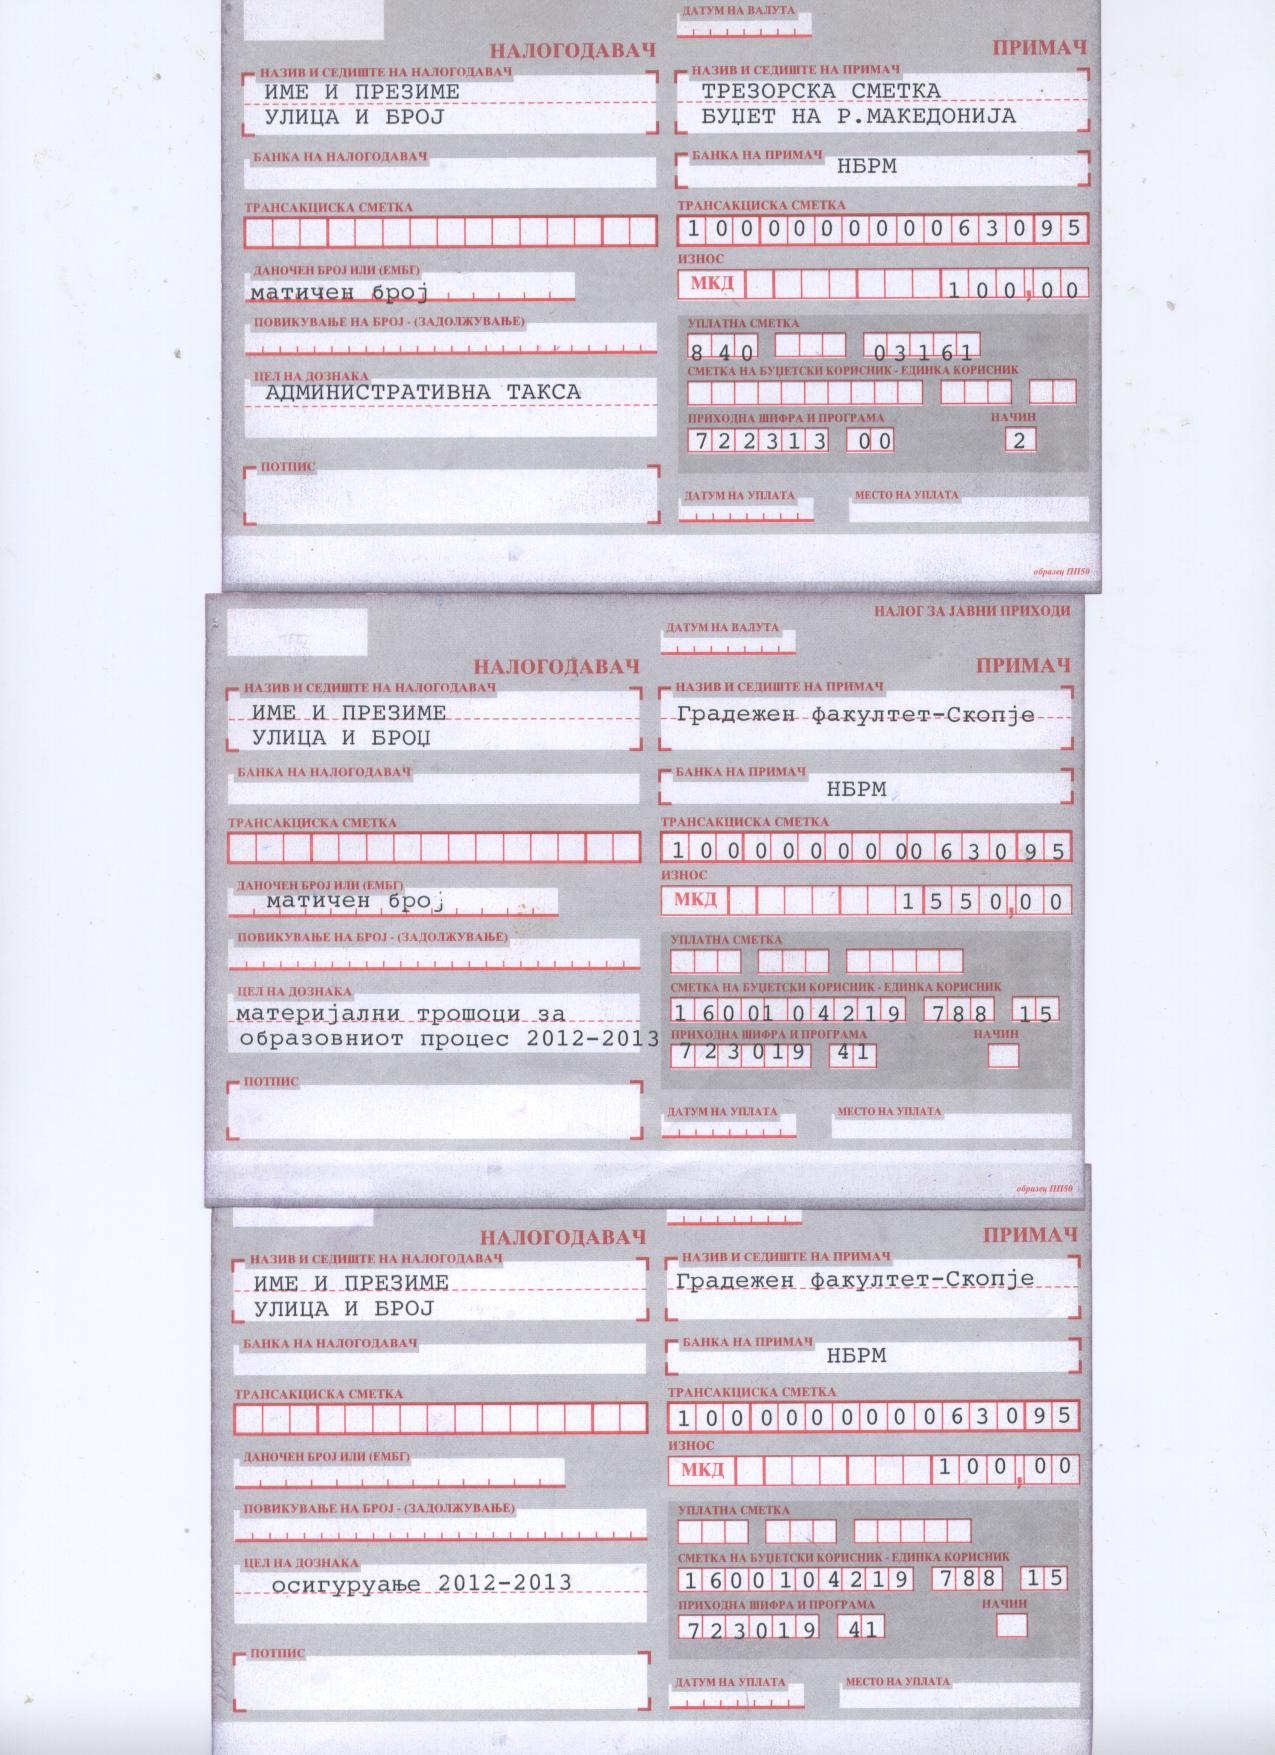 ДАТУМ НА ВАЛУТА
НАЛОГОДАВАЧ
ПРИМАЧ
НАЗИВ И СЕДИШТЕ НА НАЛОГОДАВАЧ
НАЗИВ И СЕДИШТЕ НА ПРИМАЧ
ИМЕ И ПРЕЗИМЕ
УЛИЦА И БРОЈ
ТРЕЗОРСКА СМЕТКА
БУЏЕТ НА Р.МАКЕДОНИЈА
БАНКА НА НАЛОГОДАВАЧ
БАНКА НА ПРИМАЧ
НБРМ
ТРАНСАКЦИСКА СМЕТКА
ТРАНСАКЦИСКА СМЕТКА
100000000063095
ДАНОЧЕН БРОЈ ИЛИ (ЕМБГ)
матичен број
ИЗНОС
МКД 100,00
ПОВИКУВАЊЕ НА БРОЈ - (ЗАДОЛЖУВАЊЕ)
УПЛАТНА СМЕТКА
840 03161
СМЕТКА НА БУЏЕТСКИ КОРИСНИК - ЕДИНКА КОРИСНИК
ЦЕЛ НА ДОЗНАКА
АДМИНИСТРАТИВНА ТАКСА
ПРИХОДНА ШИФРА И ПРОГРАМА
НАЧИН
722313 00 2
ПОТПИС
ДАТУМ НА УПЛАТА
МЕСТО НА УПЛАТА
образец ПП50
НАЛОГ ЗА ЈАВНИ ПРИХОДИ
ДАТУМ НА ВАЛУТА
НАЛОГОДАВАЧ
ПРИМАЧ
НАЗИВ И СЕДИШТЕ НА НАЛОГОДАВАЧ
НАЗИВ И СЕДИШТЕ НА ПРИМАЧ
ИМЕ И ПРЕЗИМЕ
УЛИЦА И БРОЏ
Градежен факултет-Скопје
БАНКА НА НАЛОГОДАВАЧ
БАНКА НА ПРИМАЧ
НБРМ
ТРАНСАКЦИСКА СМЕТКА
ТРАНСАКЦИСКА СМЕТКА
100000000063095
ДАНОЧЕН БРОЈ ИЛИ (ЕМБГ)
матичен број
ИЗНОС
МКД 1550,00
ПОВИКУВАЊЕ НА БРОЈ - (ЗАДОЛЖУВАЊЕ)
УПЛАТНА СМЕТКА
ЦЕЛ НА ДОЗНАКА
материјални трошоци за
образовниот процес 2012-2013
СМЕТКА НА БУЏЕТСКИ КОРИСНИК - ЕДИНКА КОРИСНИК
1600104219 788 15
ПРИХОДНА ШИФРА И ПРОГРАМА
НАЧИН
723019 41
ПОТПИС
ДАТУМ НА УПЛАТА
МЕСТО НА УПЛАТА
образец ПП50
НАЛОГОДАВАЧ
ПРИМАЧ
НАЗИВ И СЕДИШТЕ НА НАЛОГОДАВАЧ
НАЗИВ И СЕДИШТЕ НА ПРИМАЧ
ИМЕ И ПРЕЗИМЕ
УЛИЦА И БРОЈ
Градежен факултет-Скопје
БАНКА НА НАЛОГОДАВАЧ
БАНКА НА ПРИМАЧ
НБРМ
ТРАНСАКЦИСКА СМЕТКА
ТРАНСАКЦИСКА СМЕТКА
100000000063095
ДАНОЧЕН БРОЈ ИЛИ (ЕМБГ)
ИЗНОС
МКД 100,00
ПОВИКУВАЊЕ НА БРОЈ - (ЗАДОЛЖУВАЊЕ)
УПЛАТНА СМЕТКА
ЦЕЛ НА ДОЗНАКА
осигуруање 2012-2013
СМЕТКА НА БУЏЕТСКИ КОРИСНИК - ЕДИНКА КОРИСНИК
1600104219 788 15
ПРИХОДНА ШИФРА И ПРОГРАМА
НАЧИН
723019 41
ПОТПИС
ДАТУМ НА УПЛАТА
МЕСТО НА УПЛАТА